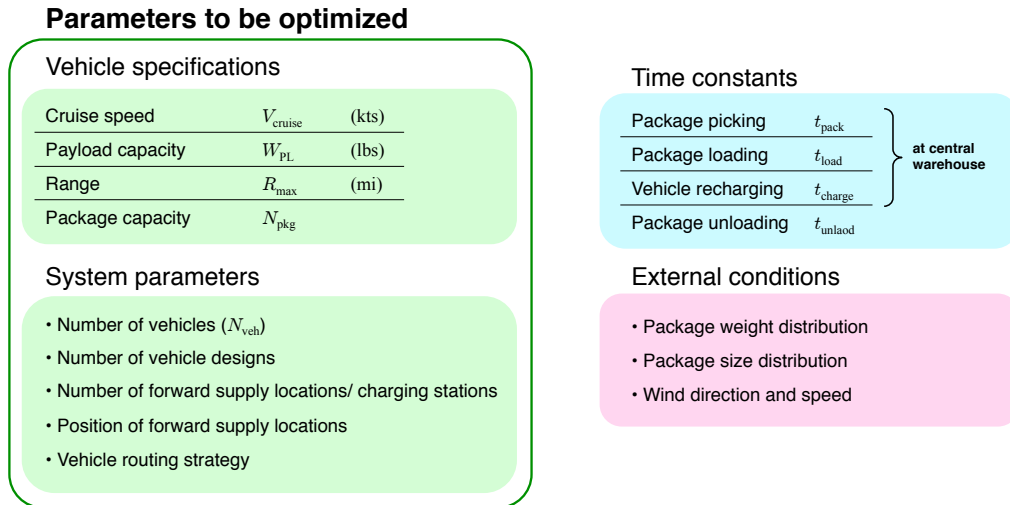 Parameters to be optimized
Vehicle specifications
Cruise speed V_cruise (kts)
Payload capacity W_PL (lbs)
Range R_max (mi)
Package capacity N_pkg
System parameters
• Number of vehicles (N_veh)
• Number of vehicle designs
• Number of forward supply locations/ charging stations
• Position of forward supply locations
• Vehicle routing strategy
Time constants
Package picking t_pack
Package loading t_load
Vehicle recharging t_charge
at central
warehouse
Package unloading t_unlaod
External conditions
• Package weight distribution
• Package size distribution
• Wind direction and speed